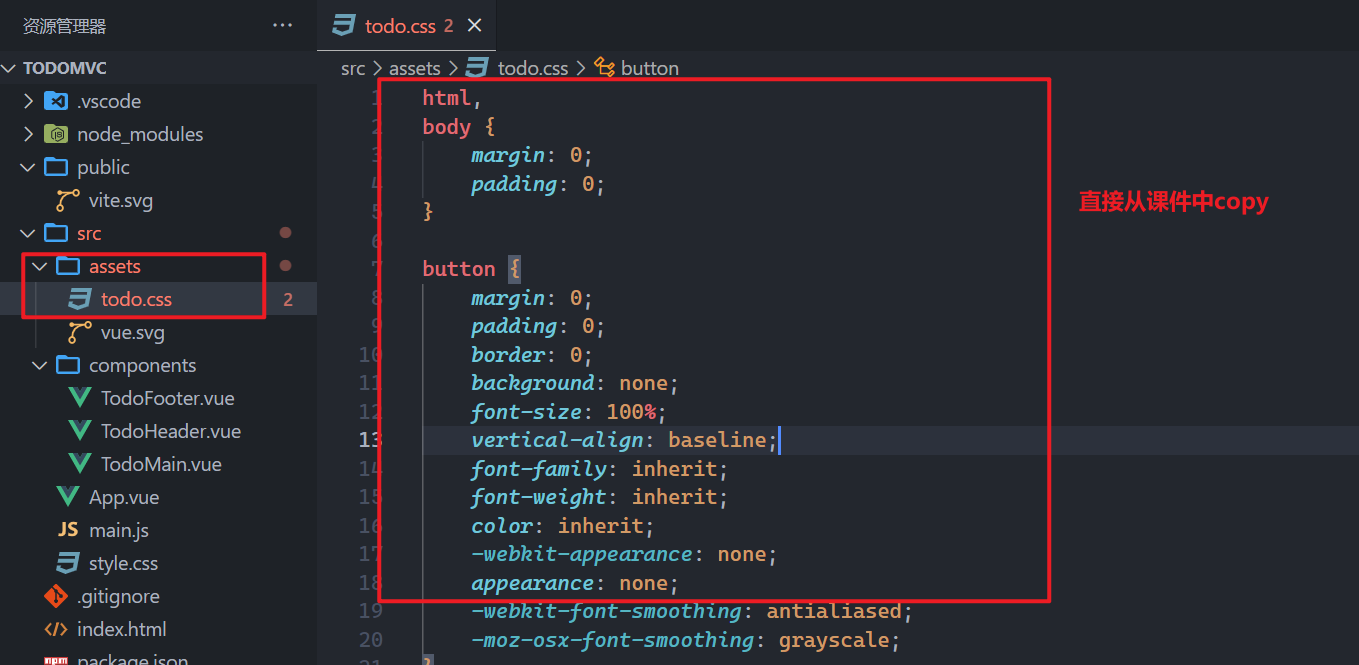 资源管理器 ···
todo.css 2 ×
TODOMVC
src > assets > todo.css > button
.vscode
node_modules
public
vite.svg
src
assets
todo.css 2
vue.svg
components
TodoFooter.vue
TodoHeader.vue
TodoMain.vue
App.vue
JS main.js
style.css
.gitignore
index.html
package.json
1 html,
2 body {
3 margin: 0;
4 padding: 0;
5 }
6
7 button {
8 margin: 0;
9 padding: 0;
10 border: 0;
11 background: none;
12 font-size: 100%;
13 vertical-align: baseline;
14 font-family: inherit;
15 font-weight: inherit;
16 color: inherit;
17 -webkit-appearance: none;
18 appearance: none;
19 -webkit-font-smoothing: antialiased;
20 -moz-osx-font-smoothing: grayscale;
21 }
直接从课件中copy